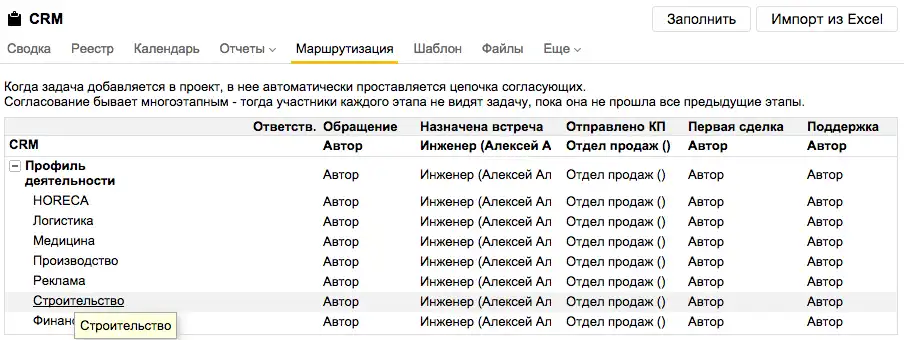 CRM
Заполнить
Импорт из Excel
Сводка Реестр Календарь Отчеты Маршрутизация Шаблон Файлы Еще
Когда задача добавляется в проект, в нее автоматически проставляется цепочка согласующих.
Согласование бывает многоэтапным - тогда участники каждого этапа не видят задачу, пока она не прошла все предыдущие этапы.
Ответств. Обращение Назначена встреча Отправлено КП Первая сделка Поддержка
CRM Автор Инженер (Алексей А Отдел продаж () Автор Автор
Профиль
деятельности Автор Инженер (Алексей Ал Отдел продаж () Автор Автор
HORECA Автор Инженер (Алексей Ал Отдел продаж () Автор Автор
Логистика Автор Инженер (Алексей Ал Отдел продаж () Автор Автор
Медицина Автор Инженер (Алексей Ал Отдел продаж () Автор Автор
Производство Автор Инженер (Алексей Ал Отдел продаж () Автор Автор
Реклама Автор Инженер (Алексей Ал Отдел продаж () Автор Автор
Строительство Автор Инженер (Алексей Ал Отдел продаж () Автор Автор
Автор Инженер (Алексей Ал Отдел продаж () Автор Автор
Строительство